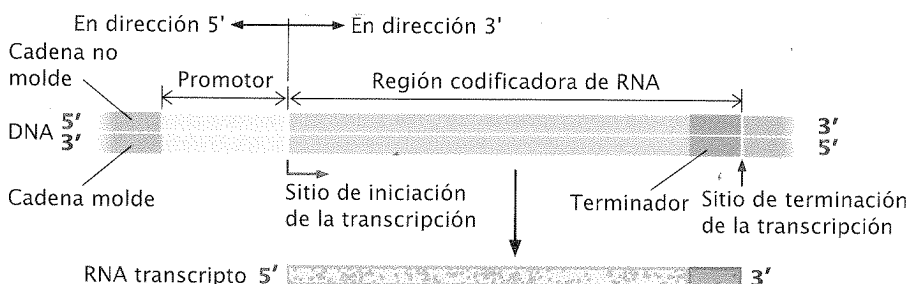 En dirección 5' En dirección 3'
Cadena no
molde
Promotor
Región codificadora de RNA
DNA
5'
3'
3'
5'
Cadena molde
Sitio de iniciación
de la transcripción
Terminador
Sitio de terminación
de la transcripción
RNA transcripto 5' 3'